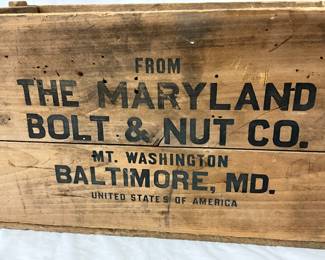 FROM
THE MARYLAND
BOLT & NUT CO.
MT. WASHINGTON
BALTIMORE, MD.
UNITED STATES OF AMERICA